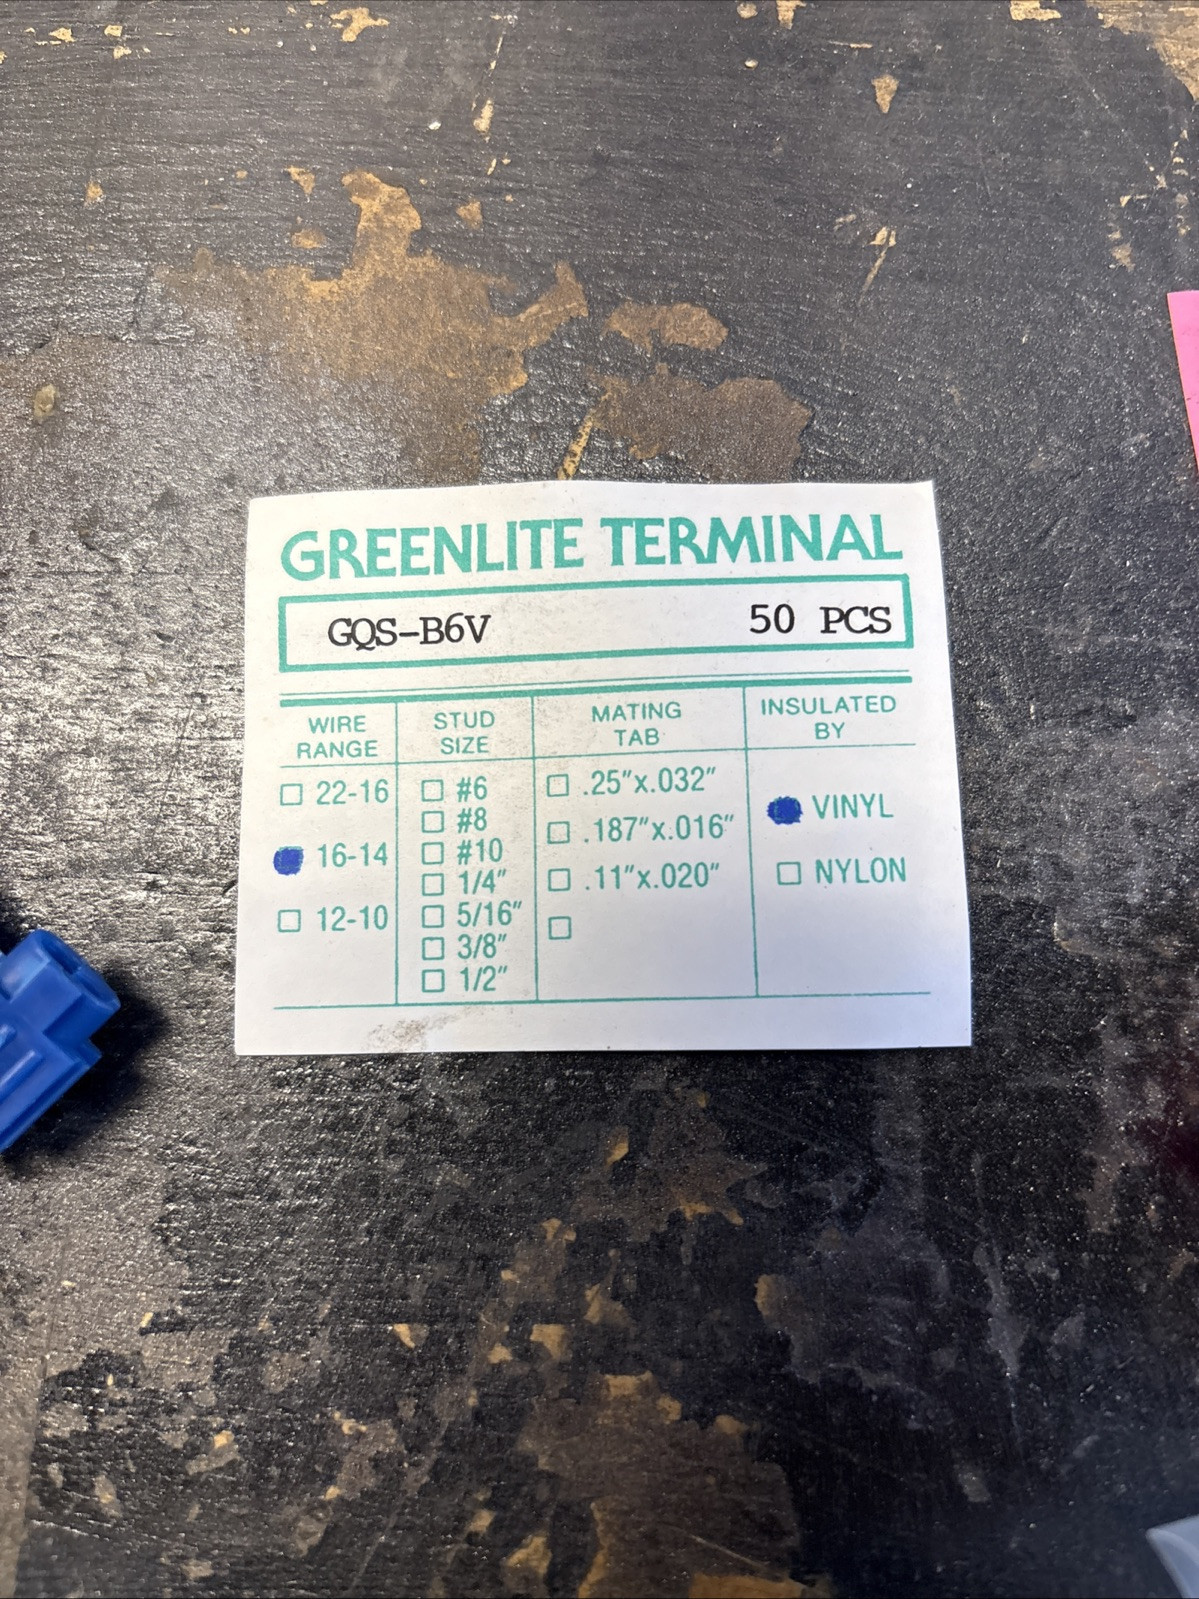 GREENLITE TERMINAL
GQS-B6V 50 PCS
WIRE RANGE
22-16
16-14
12-10
STUD SIZE
#6
#8
#10
1/4"
5/16"
3/8"
1/2"
MATING TAB
.25"x.032"
.187"x.016"
.11"x.020"
INSULATED BY
VINYL
NYLON